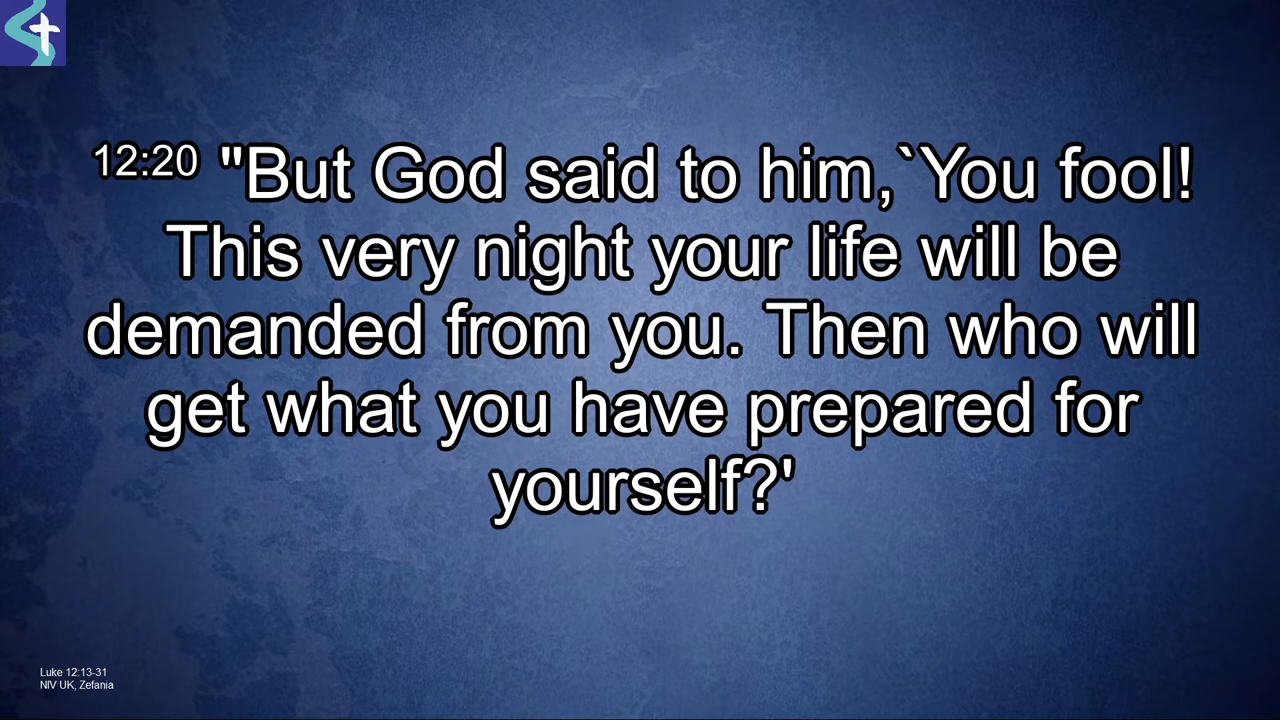 12:20 "But God said to him,`You fool!
This very night your life will be
demanded from you. Then who will
get what you have prepared for
yourself?'
Luke 12:13-31
NIV UK, Zefania